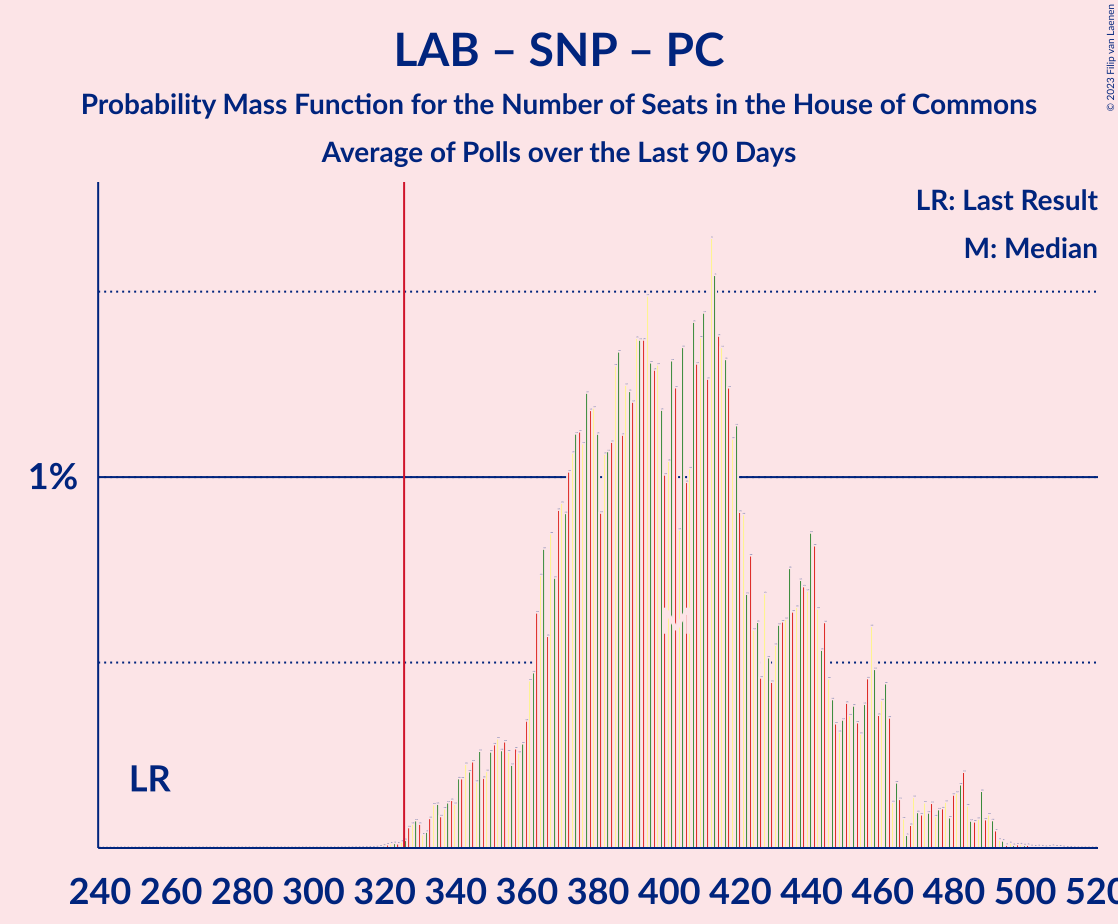 LAB – SNP – PC
Probability Mass Function for the Number of Seats in the House of Commons
Average of Polls over the Last 90 Days
© 2023 Filip van Laenen
LR: Last Result
M: Median
1%
LR
M
240 260 280 300 320 340 360 380 400 420 440 460 480 500 520